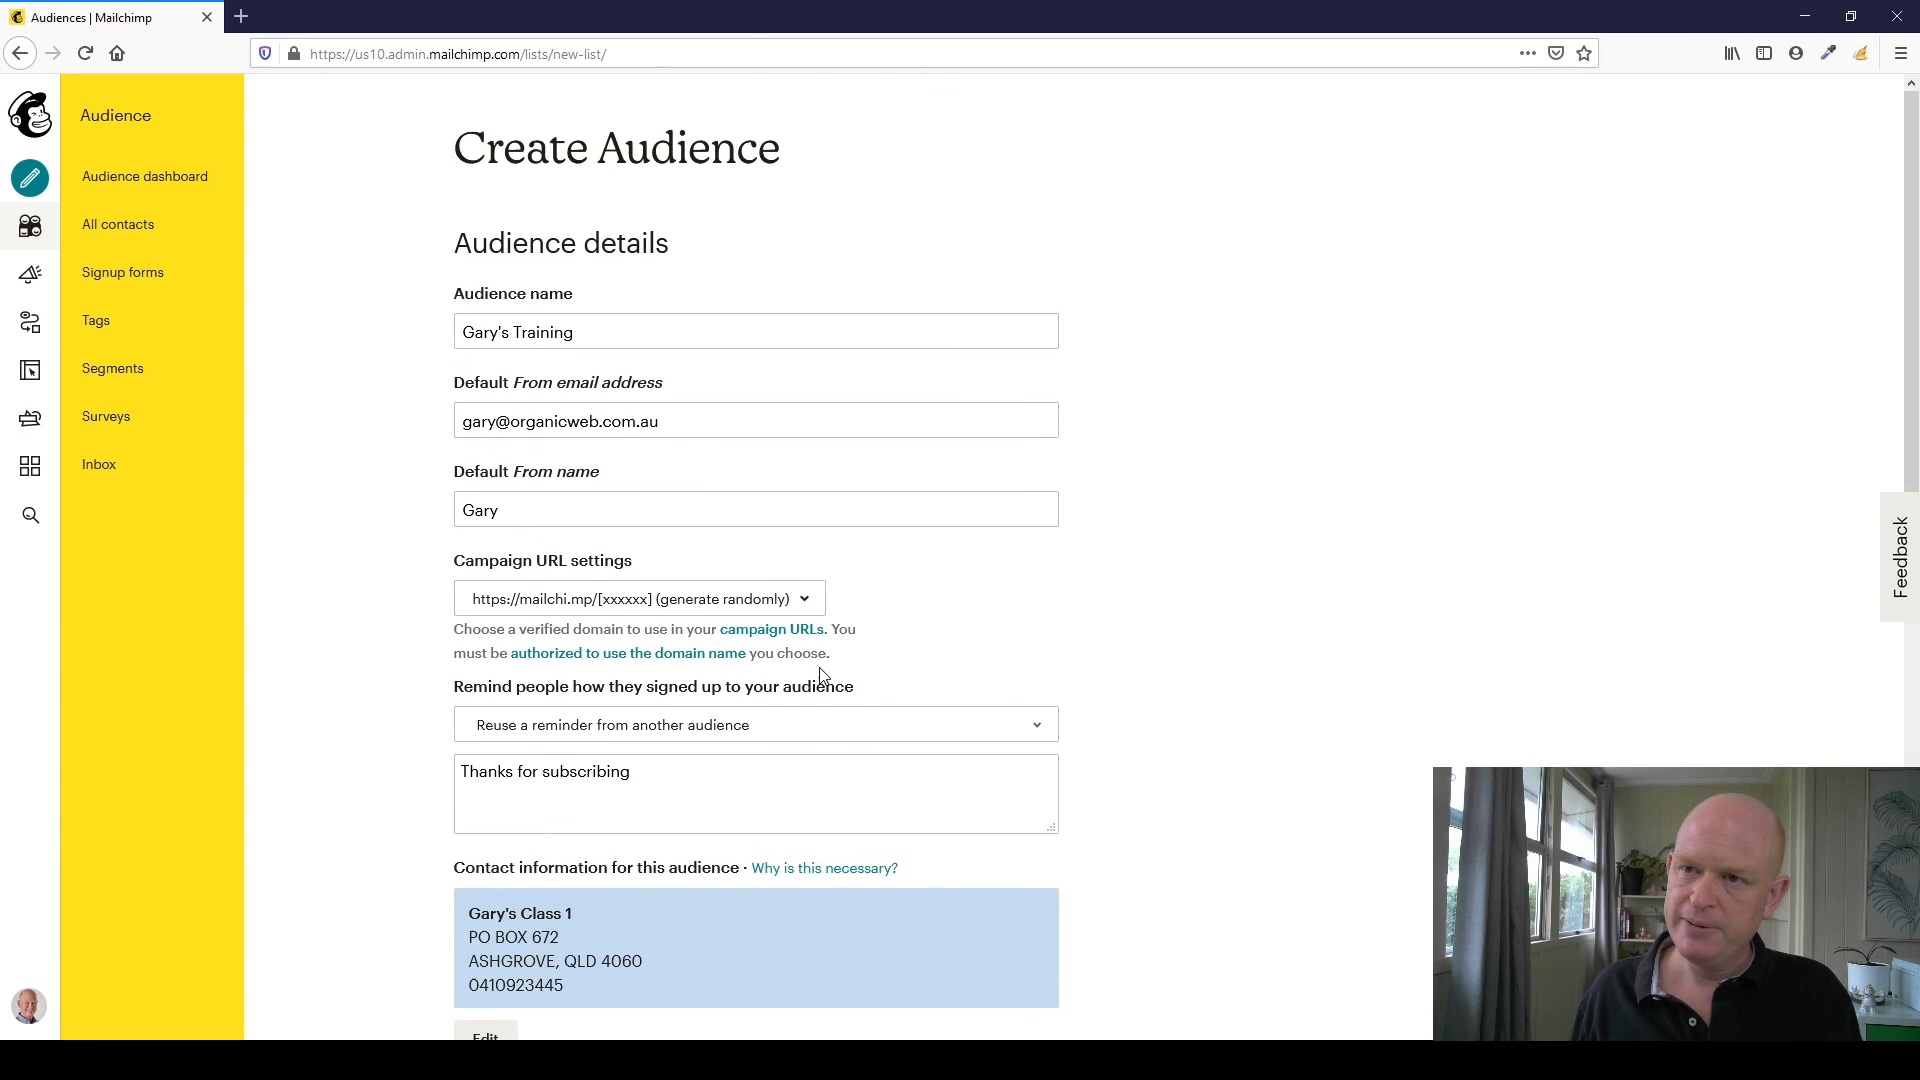 Audiences | Mailchimp
https://us10.admin.mailchimp.com/lists/new-list/
Audience
Audience dashboard
All contacts
Signup forms
Tags
Segments
Surveys
Inbox
Create Audience
Audience details
Audience name
Gary's Training
Default From email address
gary@organicweb.com.au
Default From name
Gary
Campaign URL settings
https://mailchi.mp/[xxxxxx] (generate randomly)
Choose a verified domain to use in your campaign URLs. You
must be authorized to use the domain name you choose.
Remind people how they signed up to your audience
Reuse a reminder from another audience
Thanks for subscribing
Contact information for this audience · Why is this necessary?
Gary's Class 1
PO BOX 672
ASHGROVE, QLD 4060
0410923445
Edit
Feedback